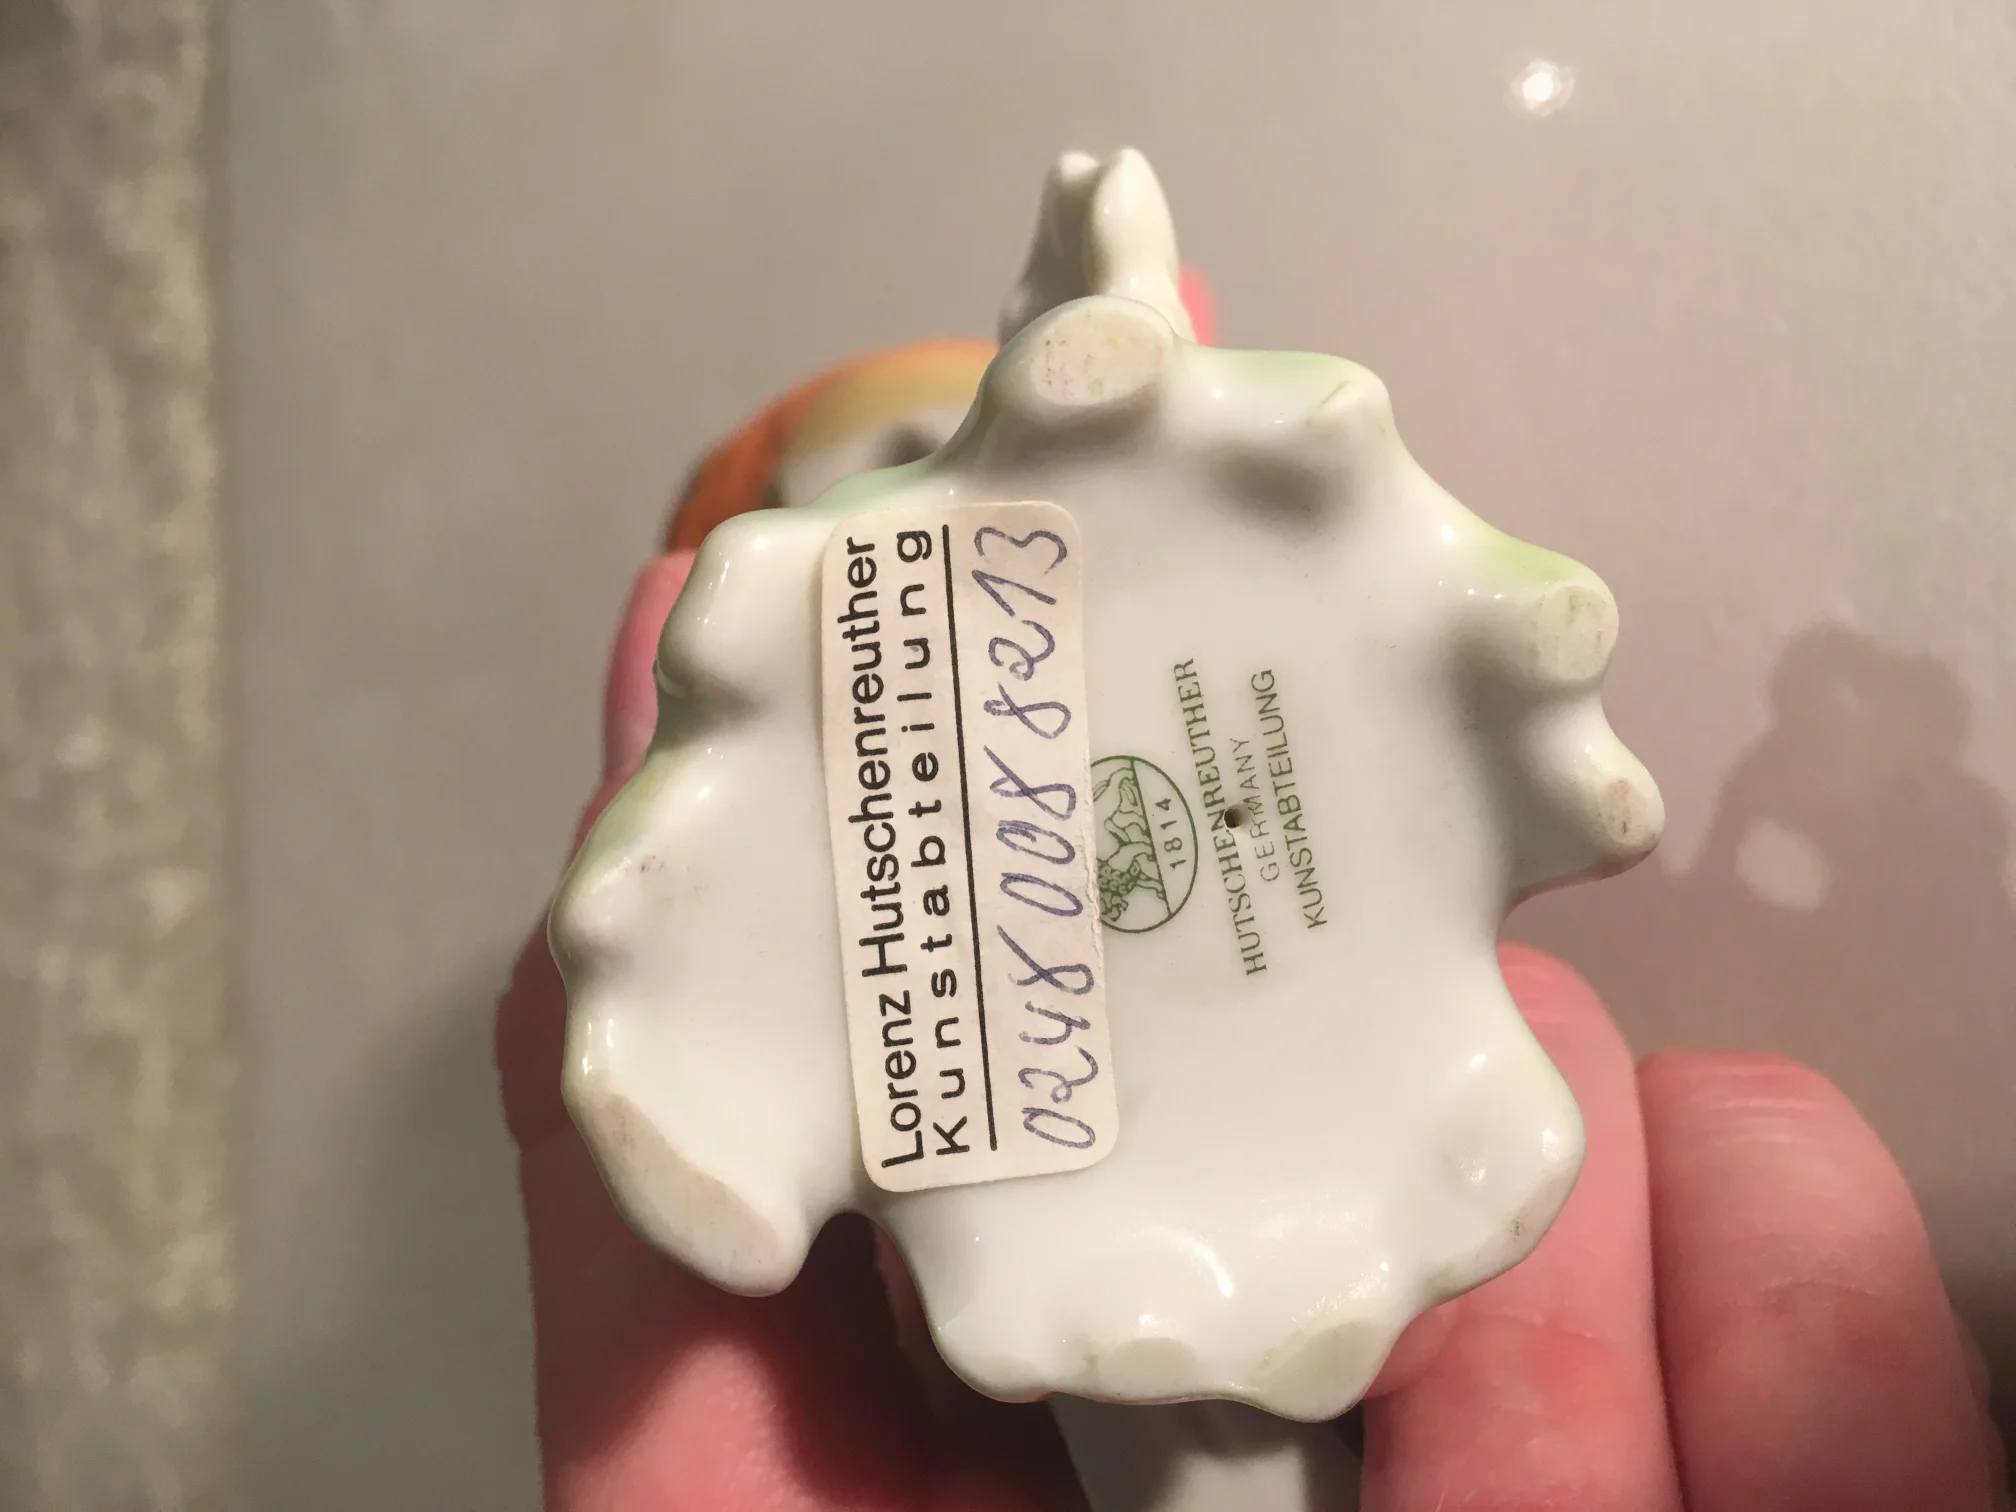 Lorenz Hutschenreuther
Kunstabteilung
0248 008 8213
1814
HUTSCHENREUTHER
GERMANY
KUNSTABTEILUNG